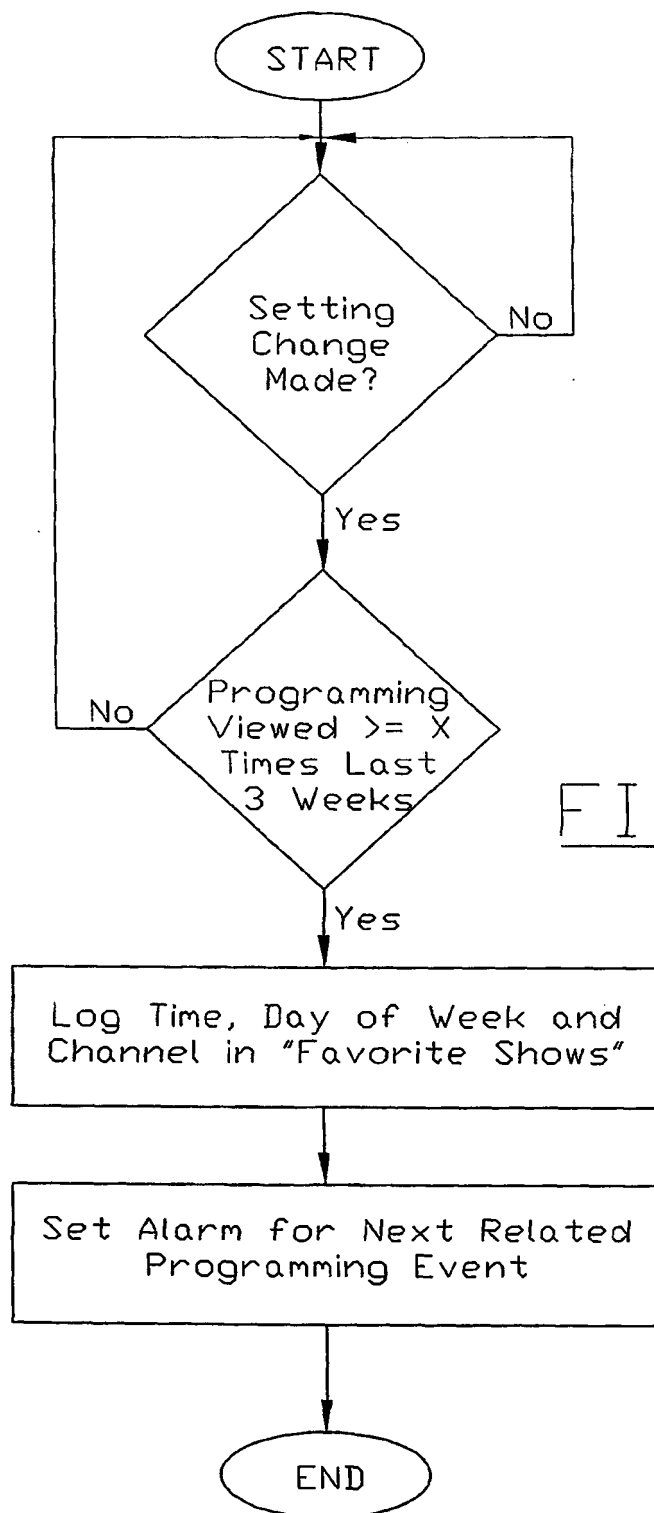 START
Setting
Change
Made?
No
Yes
Programming
Viewed >= X
Times Last
3 Weeks
No
FI
Yes
Log Time, Day of Week and
Channel in "Favorite Shows"
Set Alarm for Next Related
Programming Event
END